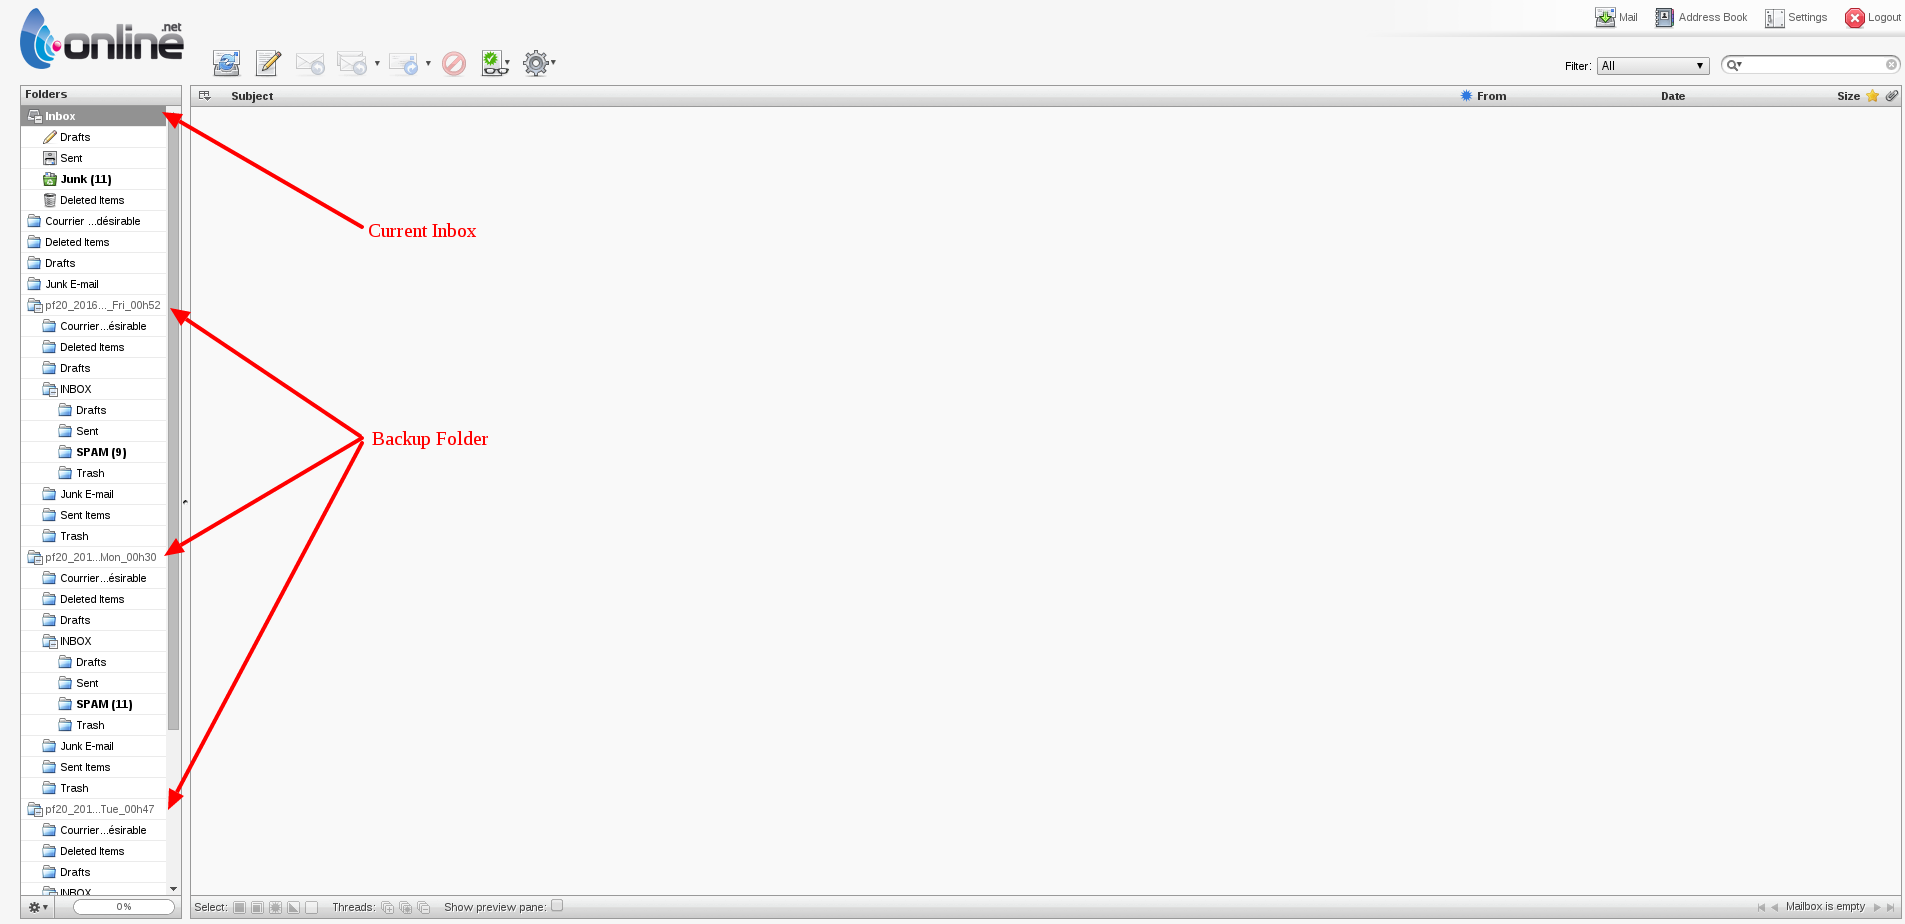 online
.net
Mail Address Book Settings Logout
Filter: All
Folders
Subject From Date Size
Inbox
Drafts
Sent
Junk (11)
Deleted Items
Courrier ...désirable
Current Inbox
Deleted Items
Drafts
Junk E-mail
pf20_2016..._Fri_00h52
Courrier...ésirable
Deleted Items
Drafts
INBOX
Drafts
Sent
Backup Folder
SPAM (9)
Trash
Junk E-mail
Sent Items
Trash
pf20_201...Mon_00h30
Courrier...ésirable
Deleted Items
Drafts
INBOX
Drafts
Sent
SPAM (11)
Trash
Junk E-mail
Sent Items
Trash
pf20_201...Tue_00h47
Courrier...ésirable
Deleted Items
Drafts
INBOX
0%
Select: Threads: Show preview pane: Mailbox is empty